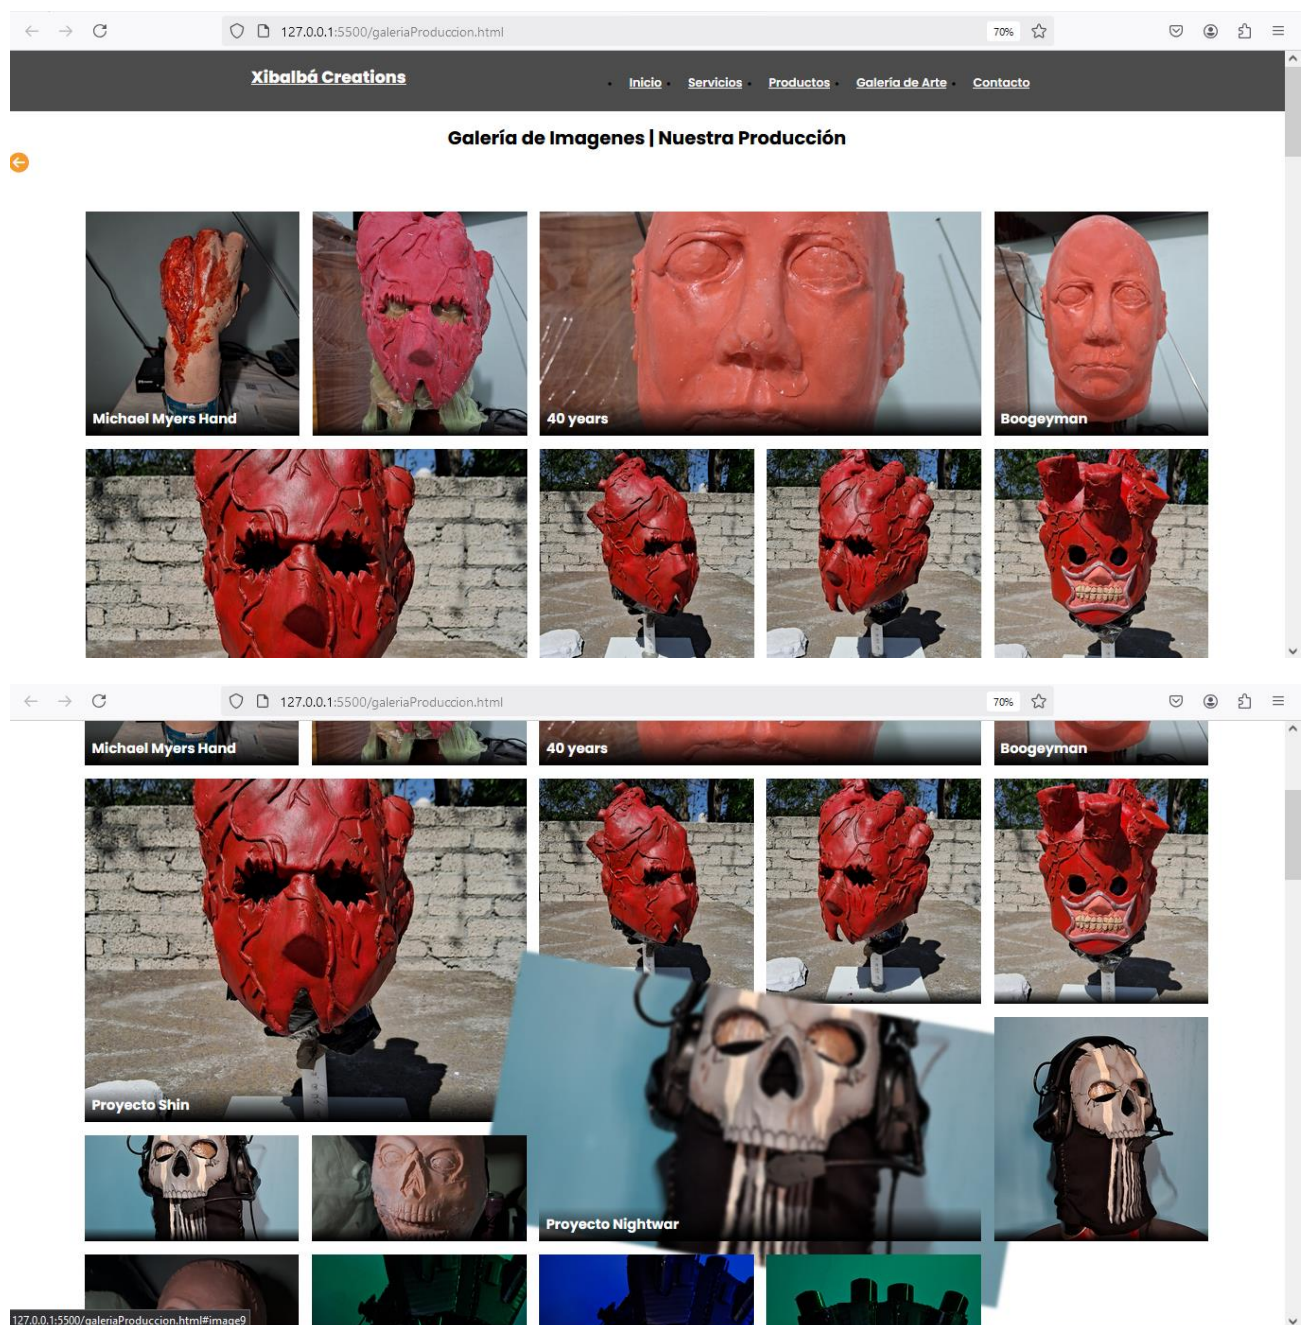 127.0.0.1:5500/galeriaProduccion.html
70%
Xibalbá Creations
Inicio
Servicios
Productos
Galería de Arte
Contacto
Galería de Imagenes | Nuestra Producción
Michael Myers Hand
40 years
Boogeyman
127.0.0.1:5500/galeriaProduccion.html
70%
Michael Myers Hand
40 years
Boogeyman
Proyecto Shin
Proyecto Nightwar
127.0.0.1:5500/galeriaProduccion.html#image9